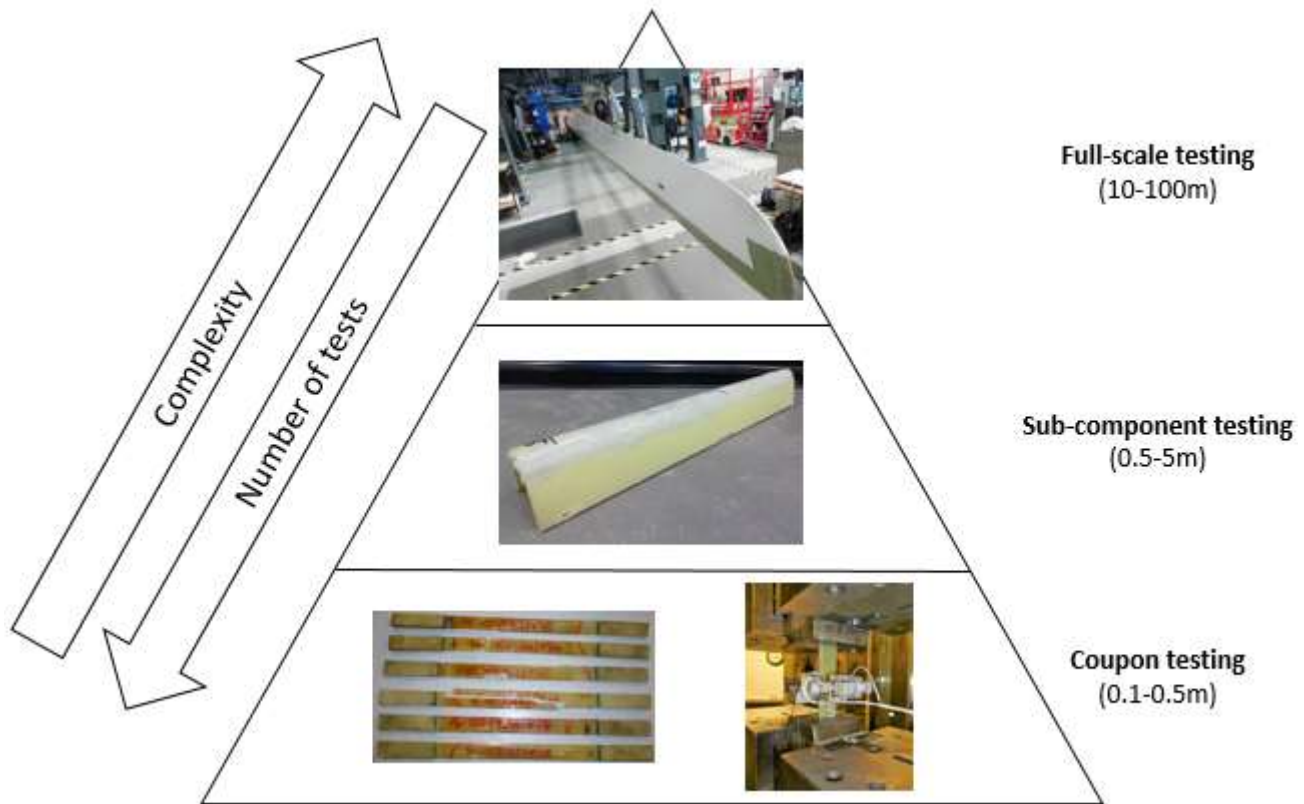 Complexity
Number of tests
Full-scale testing
(10-100m)
Sub-component testing
(0.5-5m)
Coupon testing
(0.1-0.5m)